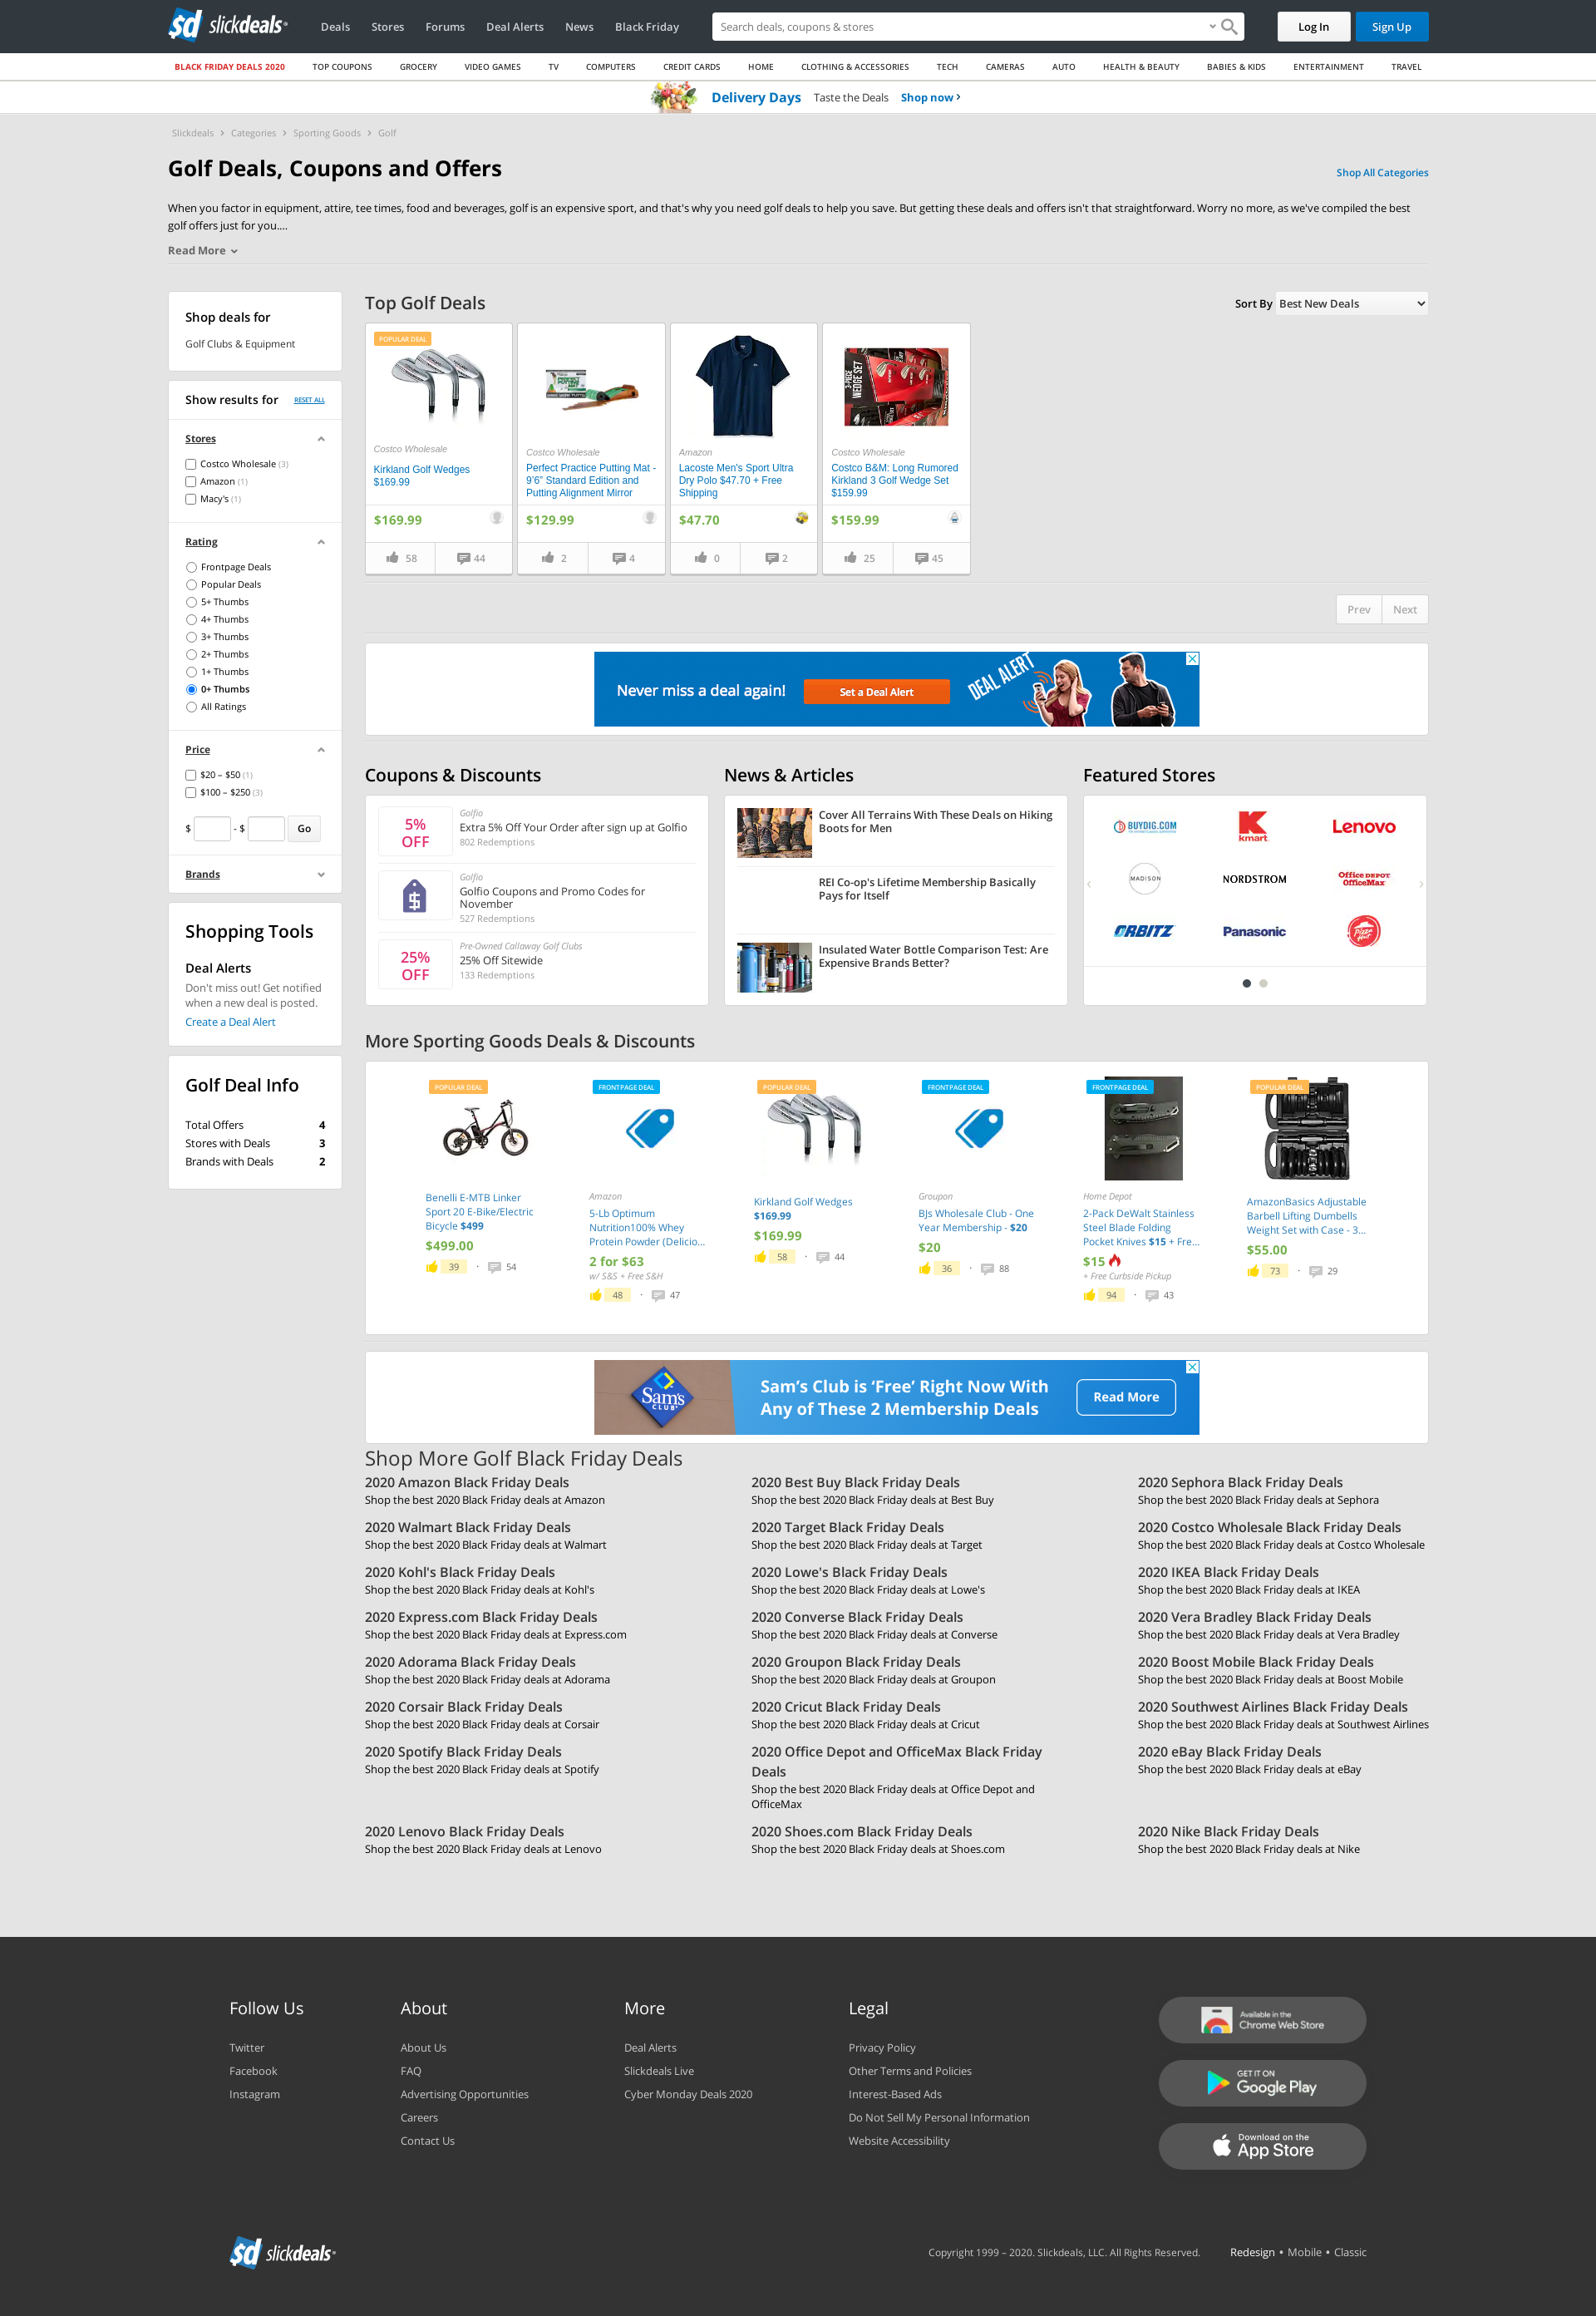 sd slickdeals
Deals Stores Forums Deal Alerts News Black Friday
Search deals, coupons & stores
Log In Sign Up
BLACK FRIDAY DEALS 2020 TOP COUPONS GROCERY VIDEO GAMES TV COMPUTERS CREDIT CARDS HOME CLOTHING & ACCESSORIES TECH CAMERAS AUTO HEALTH & BEAUTY BABIES & KIDS ENTERTAINMENT TRAVEL
Delivery Days Taste the Deals Shop now ›
Slickdeals › Categories › Sporting Goods › Golf
Golf Deals, Coupons and Offers
Shop All Categories
When you factor in equipment, attire, tee times, food and beverages, golf is an expensive sport, and that's why you need golf deals to help you save. But getting these deals and offers isn't that straightforward. Worry no more, as we've compiled the best
golf offers just for you....
Read More
Shop deals for
Golf Clubs & Equipment
Show results for RESET ALL
Stores
Costco Wholesale (3)
Amazon (1)
Macy's (1)
Rating
Frontpage Deals
Popular Deals
5+ Thumbs
4+ Thumbs
3+ Thumbs
2+ Thumbs
1+ Thumbs
0+ Thumbs
All Ratings
Price
$20 – $50 (1)
$100 – $250 (3)
$ - $ Go
Brands
Shopping Tools
Deal Alerts
Don't miss out! Get notified
when a new deal is posted.
Create a Deal Alert
Golf Deal Info
Total Offers 4
Stores with Deals 3
Brands with Deals 2
Top Golf Deals
Sort By Best New Deals
POPULAR DEAL
Costco Wholesale
Kirkland Golf Wedges
$169.99
$169.99
58 44
Costco Wholesale
Perfect Practice Putting Mat -
9'6" Standard Edition and
Putting Alignment Mirror
$129.99
2 4
Amazon
Lacoste Men's Sport Ultra
Dry Polo $47.70 + Free
Shipping
$47.70
0 2
3-PIECE
WEDGE SET
Costco Wholesale
Costco B&M: Long Rumored
Kirkland 3 Golf Wedge Set
$159.99
$159.99
25 45
Prev Next
Never miss a deal again! Set a Deal Alert DEAL ALERT
Coupons & Discounts
5%
OFF
Golfio
Extra 5% Off Your Order after sign up at Golfio
802 Redemptions
Golfio
Golfio Coupons and Promo Codes for
November
527 Redemptions
25%
OFF
Pre-Owned Callaway Golf Clubs
25% Off Sitewide
133 Redemptions
News & Articles
Cover All Terrains With These Deals on Hiking
Boots for Men
REI Co-op's Lifetime Membership Basically
Pays for Itself
Insulated Water Bottle Comparison Test: Are
Expensive Brands Better?
Featured Stores
BUYDIG.COM
K
kmart
Lenovo
MADISON
NORDSTROM
Office DEPOT
OfficeMax
ORBITZ
Panasonic
Pizza
Hut
More Sporting Goods Deals & Discounts
POPULAR DEAL
Benelli E-MTB Linker
Sport 20 E-Bike/Electric
Bicycle $499
$499.00
39 · 54
FRONTPAGE DEAL
Amazon
5-Lb Optimum
Nutrition100% Whey
Protein Powder (Delicio...
2 for $63
w/ S&S + Free S&H
48 · 47
POPULAR DEAL
Kirkland Golf Wedges
$169.99
$169.99
58 · 44
FRONTPAGE DEAL
Groupon
BJs Wholesale Club - One
Year Membership - $20
$20
36 · 88
FRONTPAGE DEAL
Home Depot
2-Pack DeWalt Stainless
Steel Blade Folding
Pocket Knives $15 + Fre...
$15
+ Free Curbside Pickup
94 · 43
POPULAR DEAL
AmazonBasics Adjustable
Barbell Lifting Dumbells
Weight Set with Case - 3...
$55.00
73 · 29
Sam's
CLUB
Sam's Club is ‘Free’ Right Now With
Any of These 2 Membership Deals
Read More
Shop More Golf Black Friday Deals
2020 Amazon Black Friday Deals
Shop the best 2020 Black Friday deals at Amazon
2020 Best Buy Black Friday Deals
Shop the best 2020 Black Friday deals at Best Buy
2020 Sephora Black Friday Deals
Shop the best 2020 Black Friday deals at Sephora
2020 Walmart Black Friday Deals
Shop the best 2020 Black Friday deals at Walmart
2020 Target Black Friday Deals
Shop the best 2020 Black Friday deals at Target
2020 Costco Wholesale Black Friday Deals
Shop the best 2020 Black Friday deals at Costco Wholesale
2020 Kohl's Black Friday Deals
Shop the best 2020 Black Friday deals at Kohl's
2020 Lowe's Black Friday Deals
Shop the best 2020 Black Friday deals at Lowe's
2020 IKEA Black Friday Deals
Shop the best 2020 Black Friday deals at IKEA
2020 Express.com Black Friday Deals
Shop the best 2020 Black Friday deals at Express.com
2020 Converse Black Friday Deals
Shop the best 2020 Black Friday deals at Converse
2020 Vera Bradley Black Friday Deals
Shop the best 2020 Black Friday deals at Vera Bradley
2020 Adorama Black Friday Deals
Shop the best 2020 Black Friday deals at Adorama
2020 Groupon Black Friday Deals
Shop the best 2020 Black Friday deals at Groupon
2020 Boost Mobile Black Friday Deals
Shop the best 2020 Black Friday deals at Boost Mobile
2020 Corsair Black Friday Deals
Shop the best 2020 Black Friday deals at Corsair
2020 Cricut Black Friday Deals
Shop the best 2020 Black Friday deals at Cricut
2020 Southwest Airlines Black Friday Deals
Shop the best 2020 Black Friday deals at Southwest Airlines
2020 Spotify Black Friday Deals
Shop the best 2020 Black Friday deals at Spotify
2020 Office Depot and OfficeMax Black Friday
Deals
Shop the best 2020 Black Friday deals at Office Depot and
OfficeMax
2020 eBay Black Friday Deals
Shop the best 2020 Black Friday deals at eBay
2020 Lenovo Black Friday Deals
Shop the best 2020 Black Friday deals at Lenovo
2020 Shoes.com Black Friday Deals
Shop the best 2020 Black Friday deals at Shoes.com
2020 Nike Black Friday Deals
Shop the best 2020 Black Friday deals at Nike
Follow Us
Twitter
Facebook
Instagram
About
About Us
FAQ
Advertising Opportunities
Careers
Contact Us
More
Deal Alerts
Slickdeals Live
Cyber Monday Deals 2020
Legal
Privacy Policy
Other Terms and Policies
Interest-Based Ads
Do Not Sell My Personal Information
Website Accessibility
Available in the
Chrome Web Store
GET IT ON
Google Play
Download on the
App Store
sd slickdeals
Copyright 1999 – 2020. Slickdeals, LLC. All Rights Reserved.
Redesign • Mobile • Classic